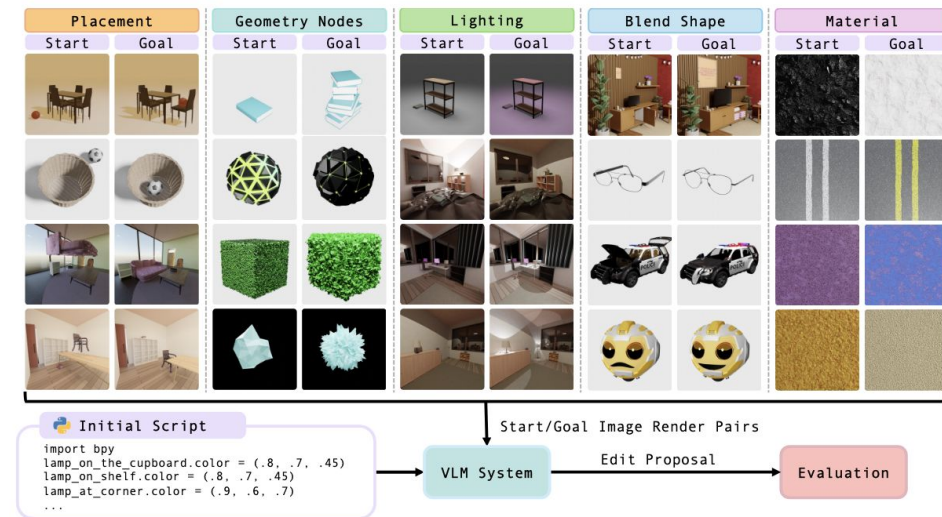 Placement Geometry Nodes Lighting Blend Shape Material
Start Goal Start Goal Start Goal Start Goal Start Goal
POLICE POLICE
Initial Script
import bpy
lamp_on_the_cupboard.color = (.8, .7, .45)
lamp_on_shelf.color = (.8, .7, .45)
lamp_at_corner.color = (.9, .6, .7)
...
Start/Goal Image Render Pairs
VLM System
Edit Proposal
Evaluation